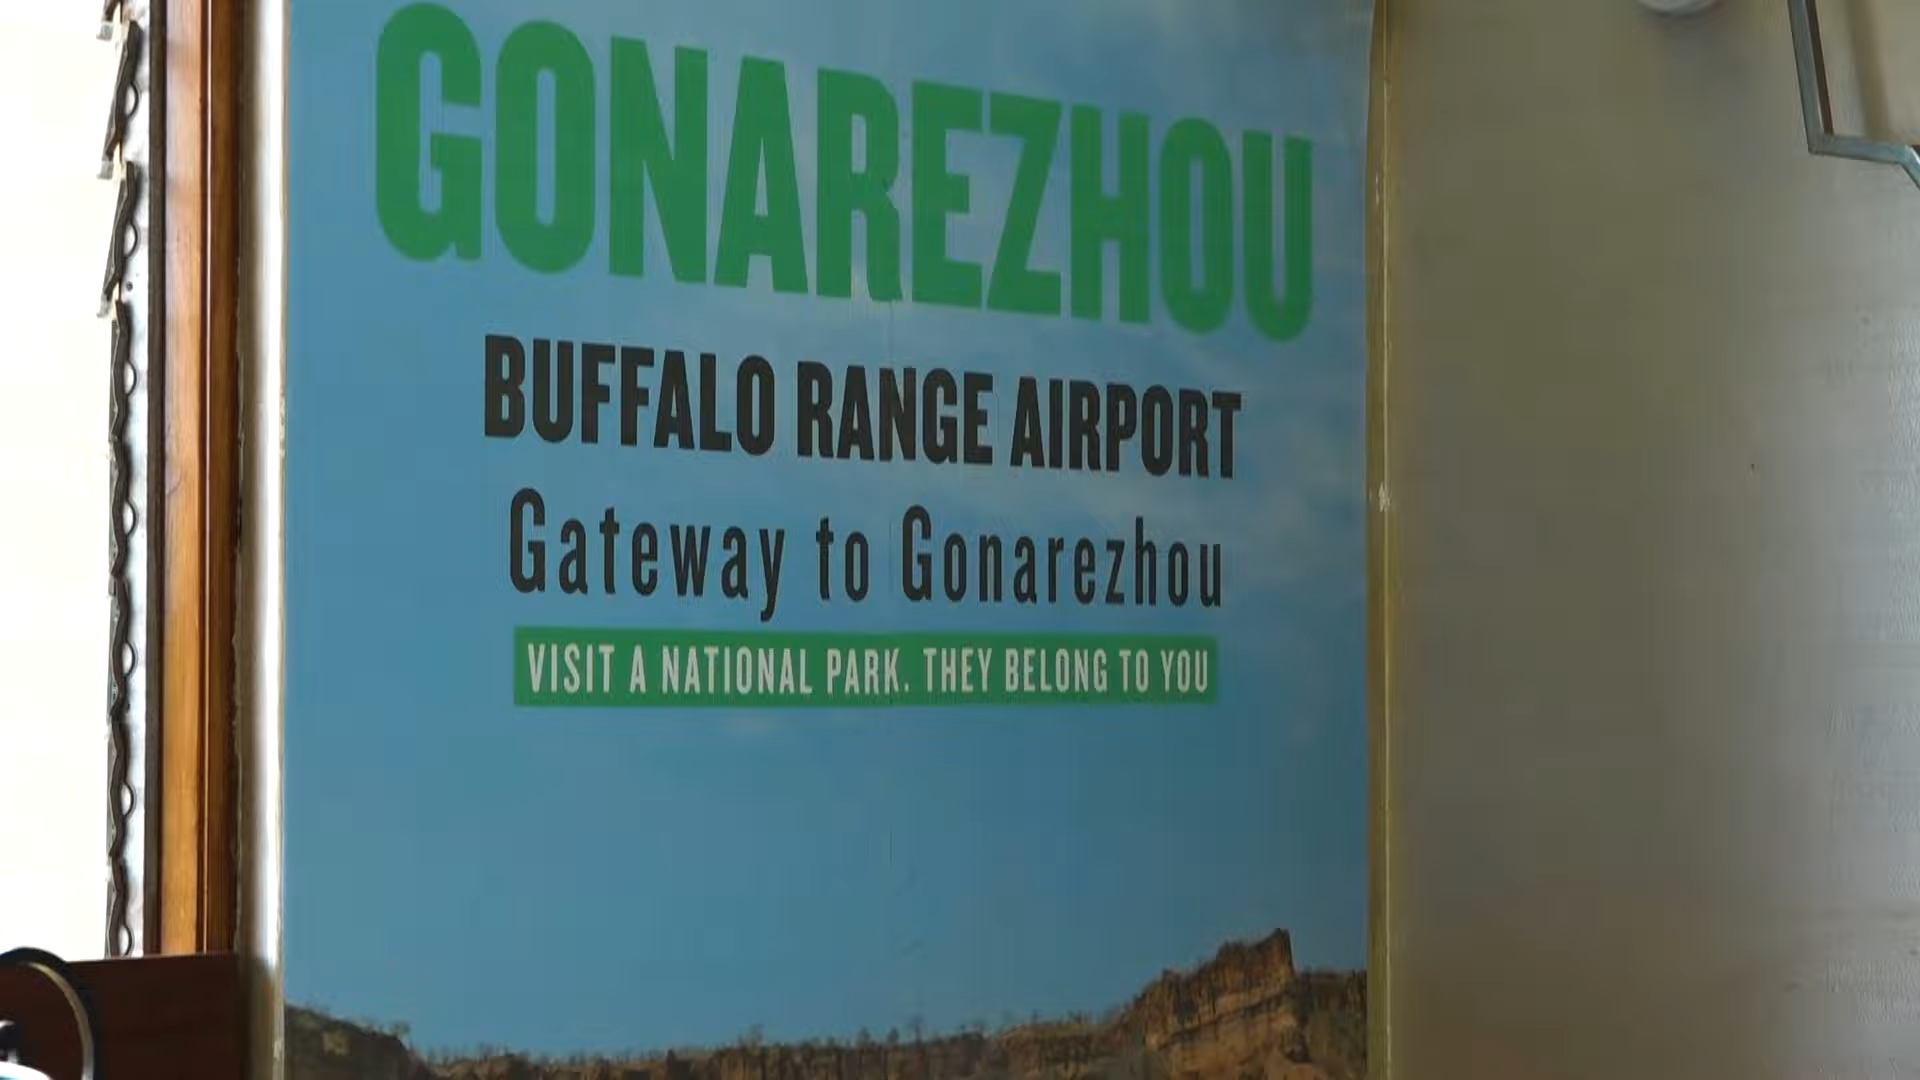 GONAREZHOU
BUFFALO RANGE AIRPORT
Gateway to Gonarezhou
VISIT A NATIONAL PARK. THEY BELONG TO YOU